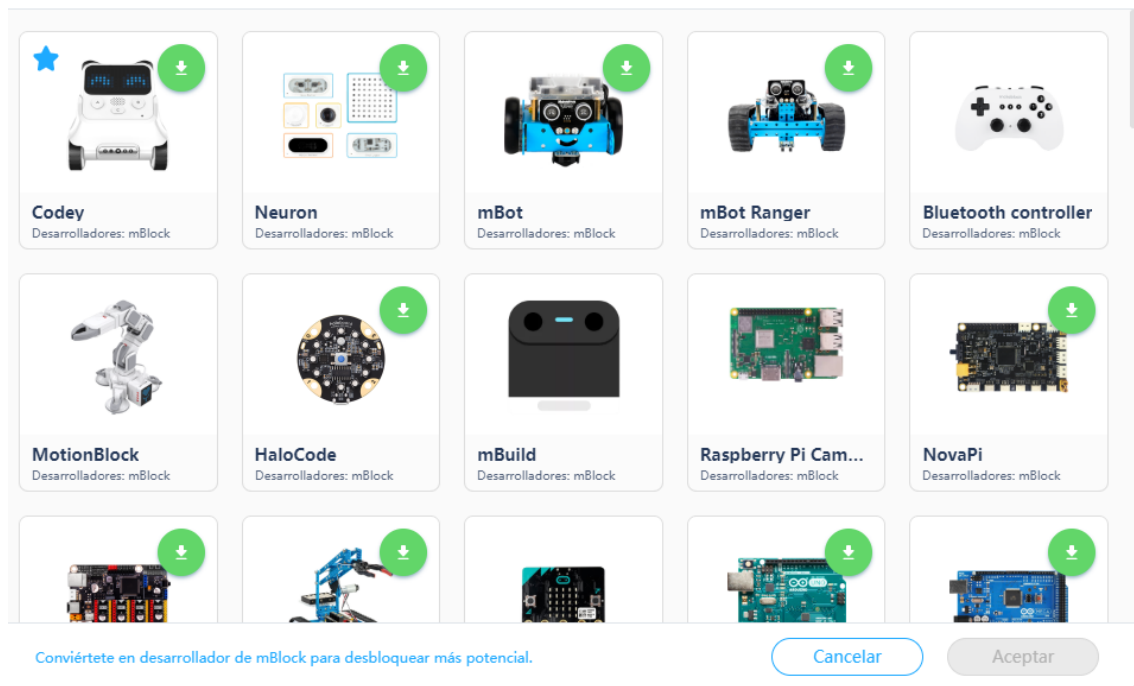 Codey
Desarrolladores: mBlock
Neuron
Desarrolladores: mBlock
mBot
Desarrolladores: mBlock
mBot Ranger
Desarrolladores: mBlock
Bluetooth controller
Desarrolladores: mBlock
MotionBlock
Desarrolladores: mBlock
HaloCode
Desarrolladores: mBlock
mBuild
Desarrolladores: mBlock
Raspberry Pi Cam...
Desarrolladores: mBlock
NovaPi
Desarrolladores: mBlock
Conviértete en desarrollador de mBlock para desbloquear más potencial.
Cancelar
Aceptar